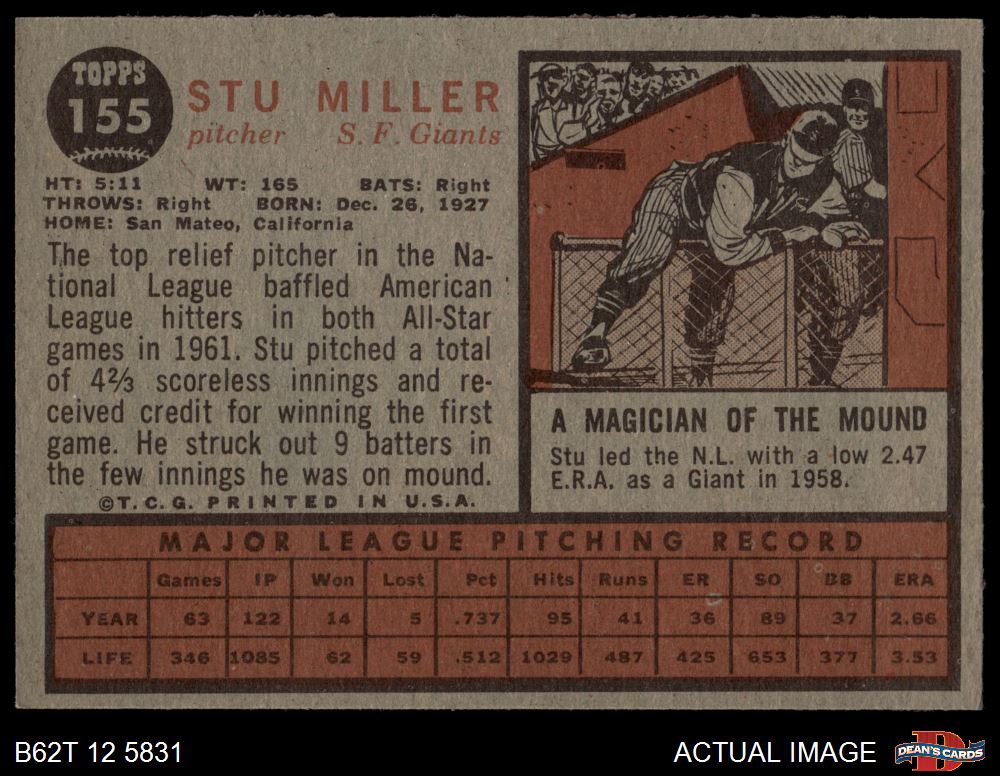 TOPPS
155
STU MILLER
pitcher S. F. Giants
HT: 5:11 WT: 165 BATS: Right
THROWS: Right BORN: Dec. 26, 1927
HOME: San Mateo, California
The top relief pitcher in the Na-
tional League baffled American
League hitters in both All-Star
games in 1961. Stu pitched a total
of 4⅔ scoreless innings and re-
ceived credit for winning the first
game. He struck out 9 batters in
the few innings he was on mound.
©T.C.G. PRINTED IN U.S.A.
A MAGICIAN OF THE MOUND
Stu led the N.L. with a low 2.47
E.R.A. as a Giant in 1958.
MAJOR LEAGUE PITCHING RECORD
Games IP Won Lost Pct Hits Runs ER SO BB ERA
YEAR 63 122 14 5 .737 95 41 36 89 37 2.66
LIFE 346 1085 62 59 .512 1029 487 425 653 377 3.53
B62T 12 5831 ACTUAL IMAGE DEAN'S CARDS